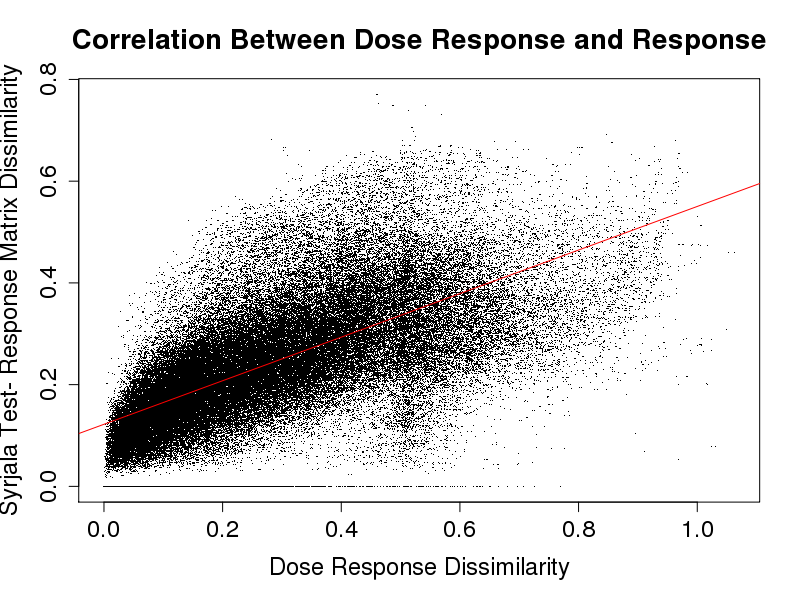 Correlation Between Dose Response and Response
Syrjala Test- Response Matrix Dissimilarity
0.8
0.6
0.4
0.2
0.0
0.0 0.2 0.4 0.6 0.8 1.0
Dose Response Dissimilarity